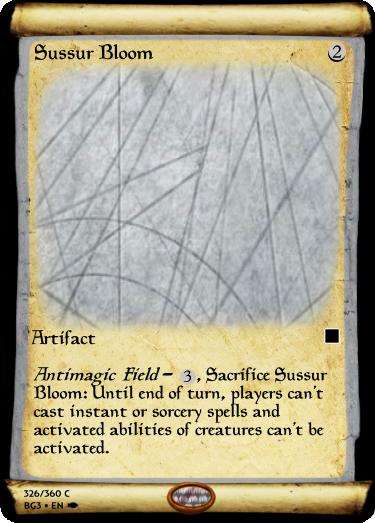 Sussur Bloom 2
Artifact
Antimagic Field – 3, Sacrifice Sussur
Bloom: Until end of turn, players can't
cast instant or sorcery spells and
activated abilities of creatures can't be
activated.
326/360 C
BG3 • EN